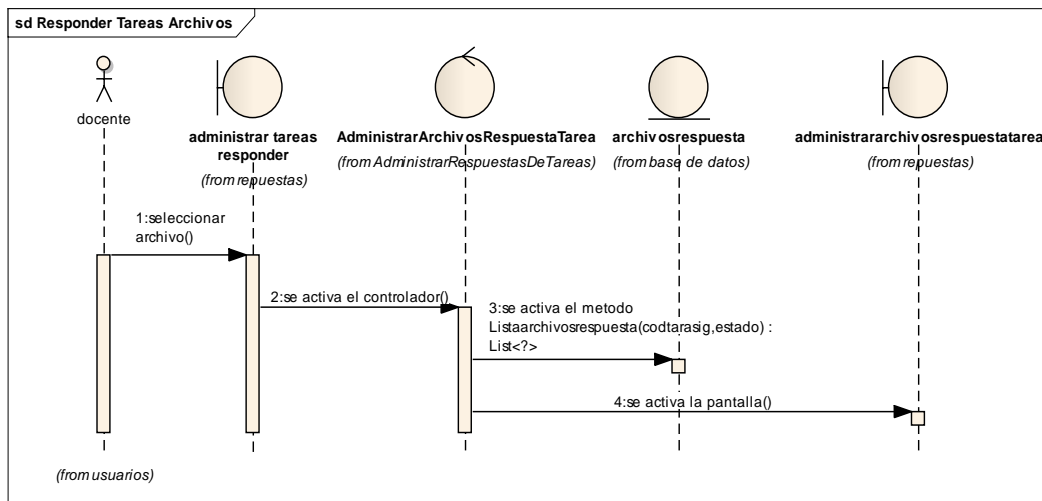 sd Responder Tareas Archivos
docente
administrar tareas
responder
(from repuestas)
AdministrarArchivosRespuestaTarea
(from AdministrarRespuestasDeTareas)
archivosrespuesta
(from base de datos)
administrararchivosrespuestatarea
(from repuestas)
1:seleccionar
archivo()
2:se activa el controlador()
3:se activa el metodo
Listaarchivosrespuesta(codtarasig,estado) :
List<?>
4:se activa la pantalla()
(from usuarios)